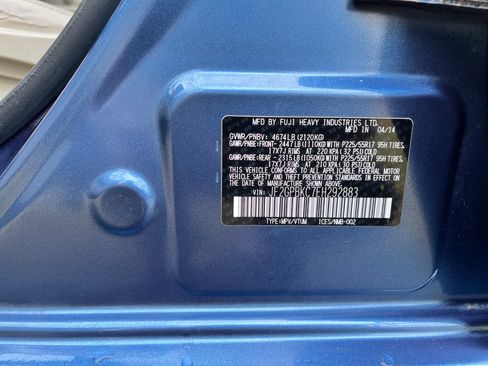 MFD BY FUJI HEAVY INDUSTRIES LTD.
MFD IN 04/14
GVWR/PNBV: 4674LB (2120KG)
GAWR/PNBE:FRONT- 2447LB (1110KG) WITH P225/55R17 95H TIRES,
17X7J RIMS AT 220 KPA (32 PSI) COLD
GAWR/PNBE:REAR - 2315LB (1050KG) WITH P225/55R17 95H TIRES,
17X7J RIMS AT 210 KPA (30 PSI) COLD
THIS VEHICLE CONFORMS TO ALL APPLICABLE FEDERAL MOTOR
VEHICLE SAFETY AND THEFT PREVENTION STANDARDS IN EFFECT
ON THE DATE OF MANUFACTURE SHOWN ABOVE.
VIN: JF2GPBKC7EH292883
TYPE:MPV/VTUM ICES/NMB-002